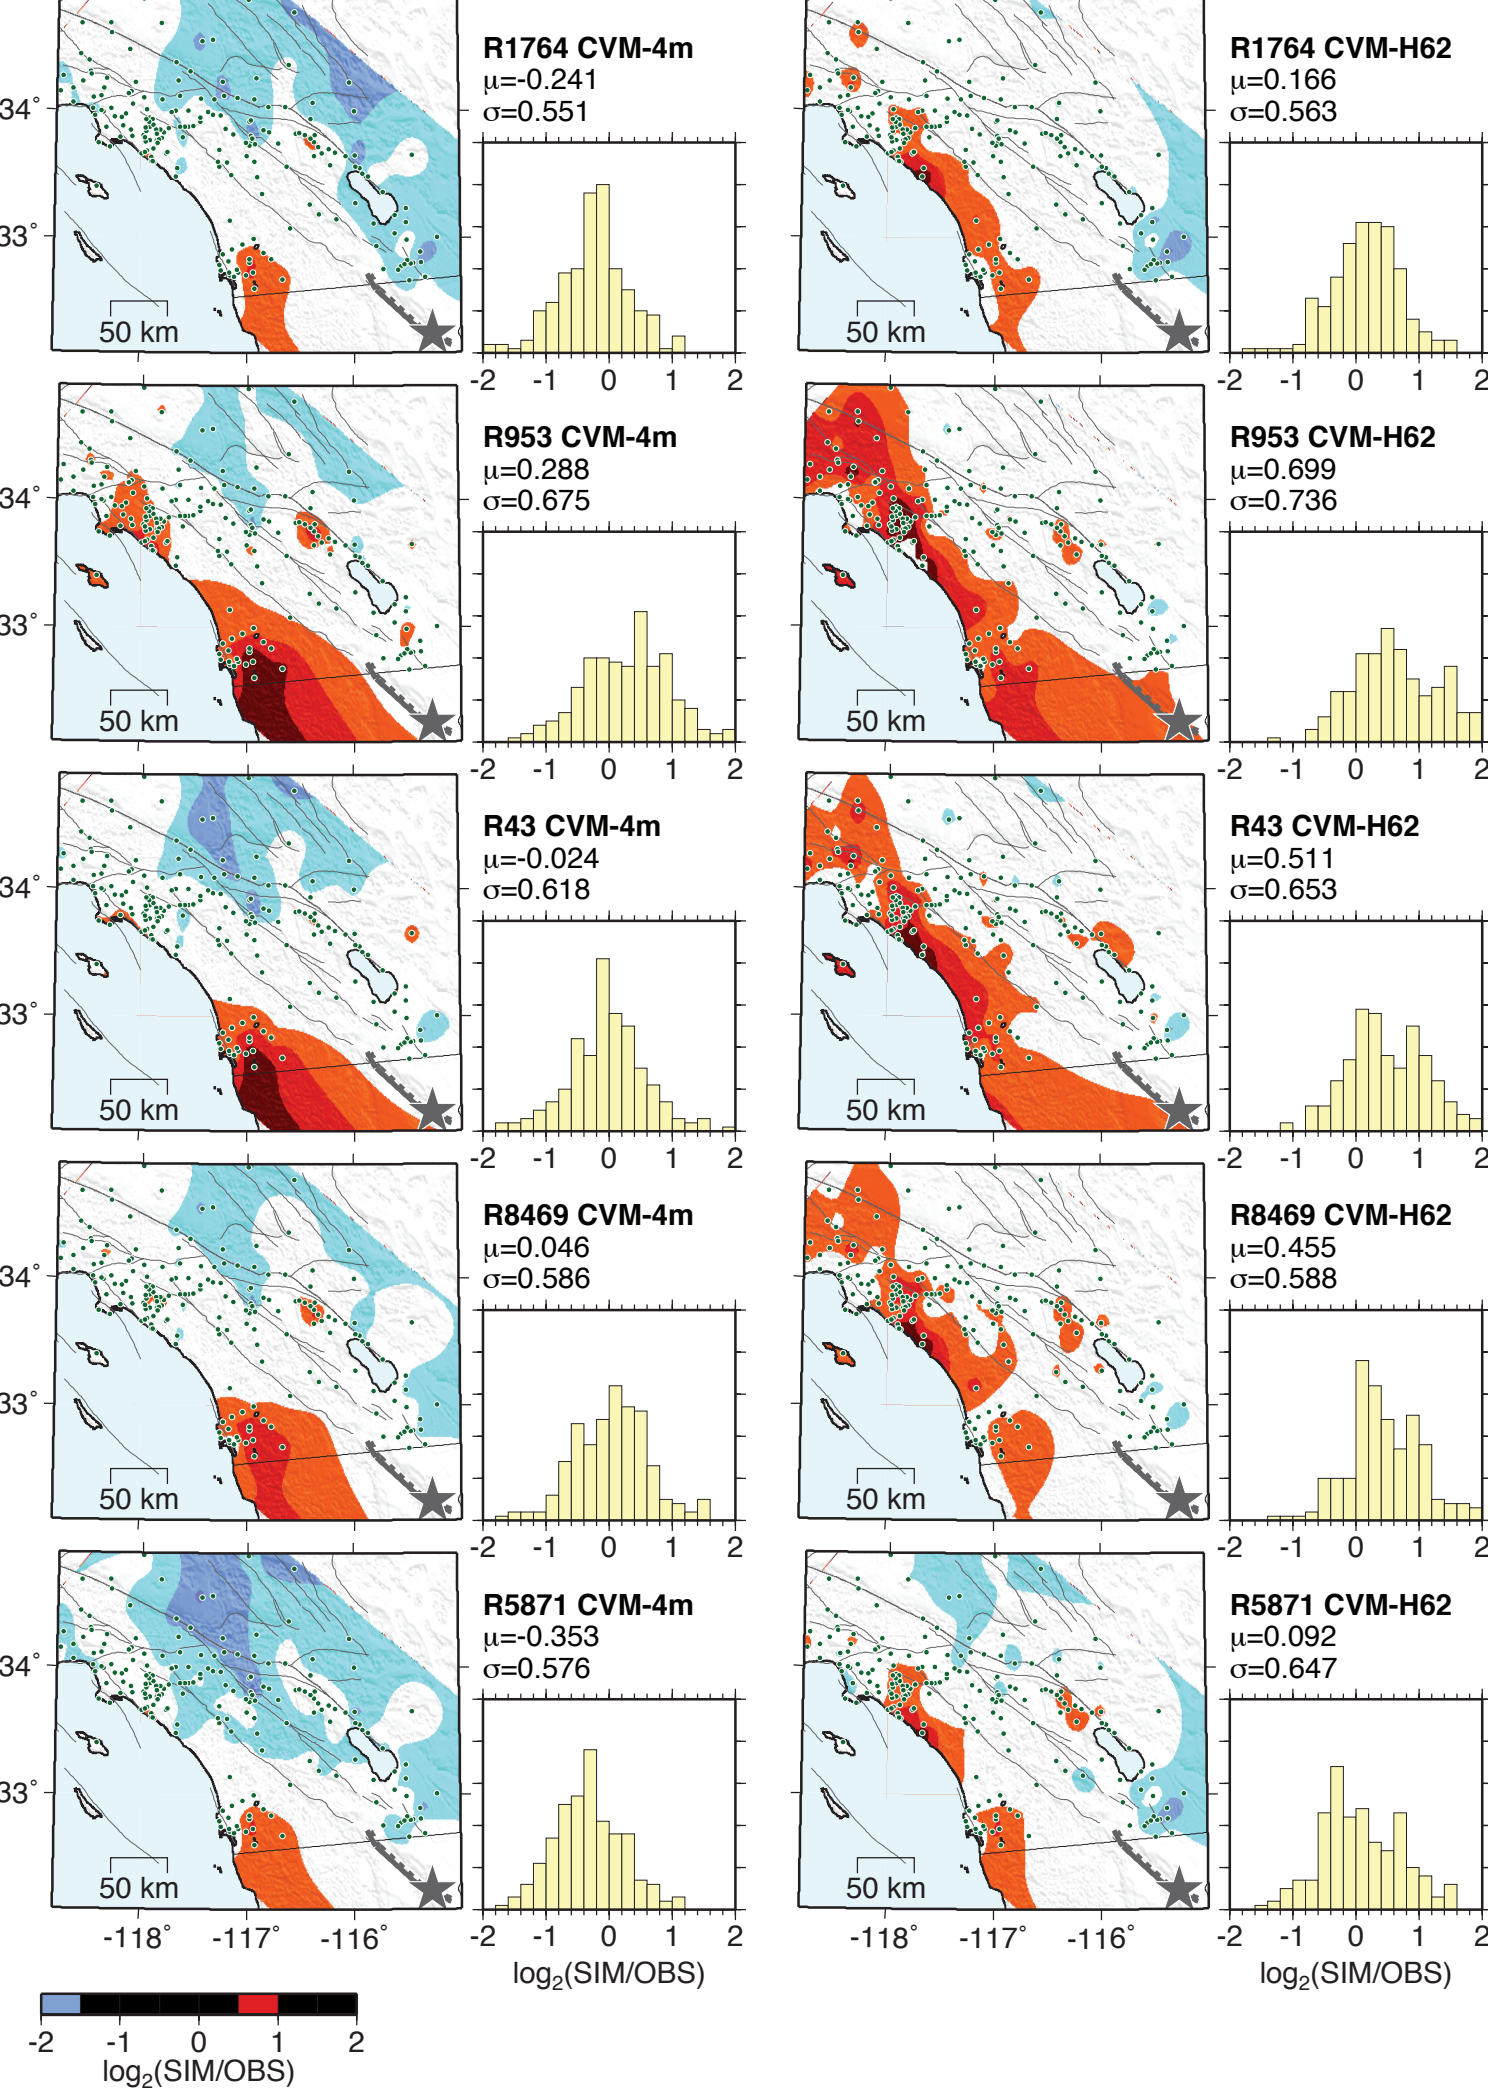 R1764 CVM-4m
μ=-0.241
σ=0.551
34°
33°
50 km
-2 -1 0 1 2
R1764 CVM-H62
μ=0.166
σ=0.563
50 km
-2 -1 0 1 2
R953 CVM-4m
μ=0.288
σ=0.675
34°
33°
50 km
-2 -1 0 1 2
R953 CVM-H62
μ=0.699
σ=0.736
50 km
-2 -1 0 1 2
R43 CVM-4m
μ=-0.024
σ=0.618
34°
33°
50 km
-2 -1 0 1 2
R43 CVM-H62
μ=0.511
σ=0.653
50 km
-2 -1 0 1 2
R8469 CVM-4m
μ=0.046
σ=0.586
34°
33°
50 km
-2 -1 0 1 2
R8469 CVM-H62
μ=0.455
σ=0.588
50 km
-2 -1 0 1 2
R5871 CVM-4m
μ=-0.353
σ=0.576
34°
33°
50 km
-118° -117° -116°
-2 -1 0 1 2
log2(SIM/OBS)
R5871 CVM-H62
μ=0.092
σ=0.647
50 km
-118° -117° -116°
-2 -1 0 1 2
log2(SIM/OBS)
-2 -1 0 1 2
log2(SIM/OBS)